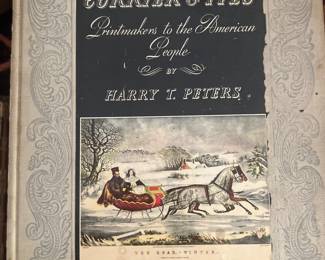 CURRIER & IVES
Printmakers to the American
People
BY
HARRY T. PETERS
THE ROAD,-WINTER.